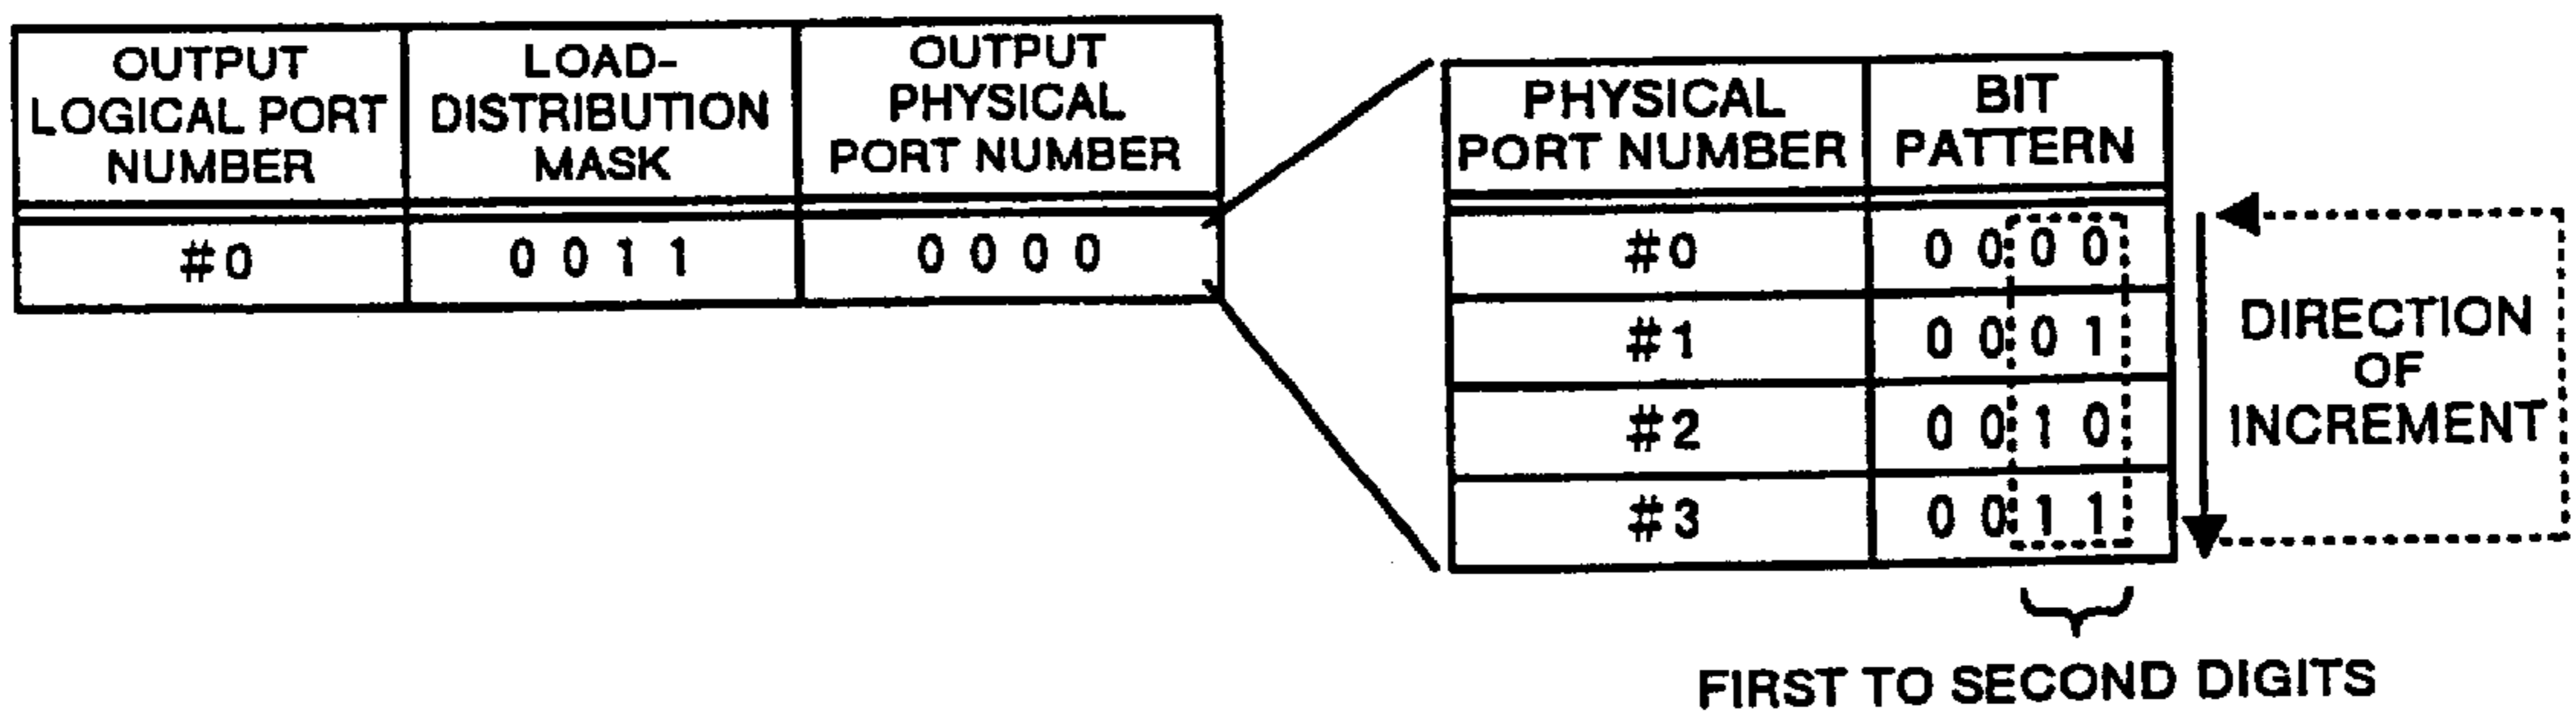 OUTPUT
LOGICAL PORT
NUMBER
LOAD-
DISTRIBUTION
MASK
OUTPUT
PHYSICAL
PORT NUMBER
#0
0 0 1 1
0 0 0 0
PHYSICAL
PORT NUMBER
BIT
PATTERN
#0
0 0 0 0
#1
0 0 0 1
#2
0 0 1 0
#3
0 0 1 1
DIRECTION
OF
INCREMENT
FIRST TO SECOND DIGITS